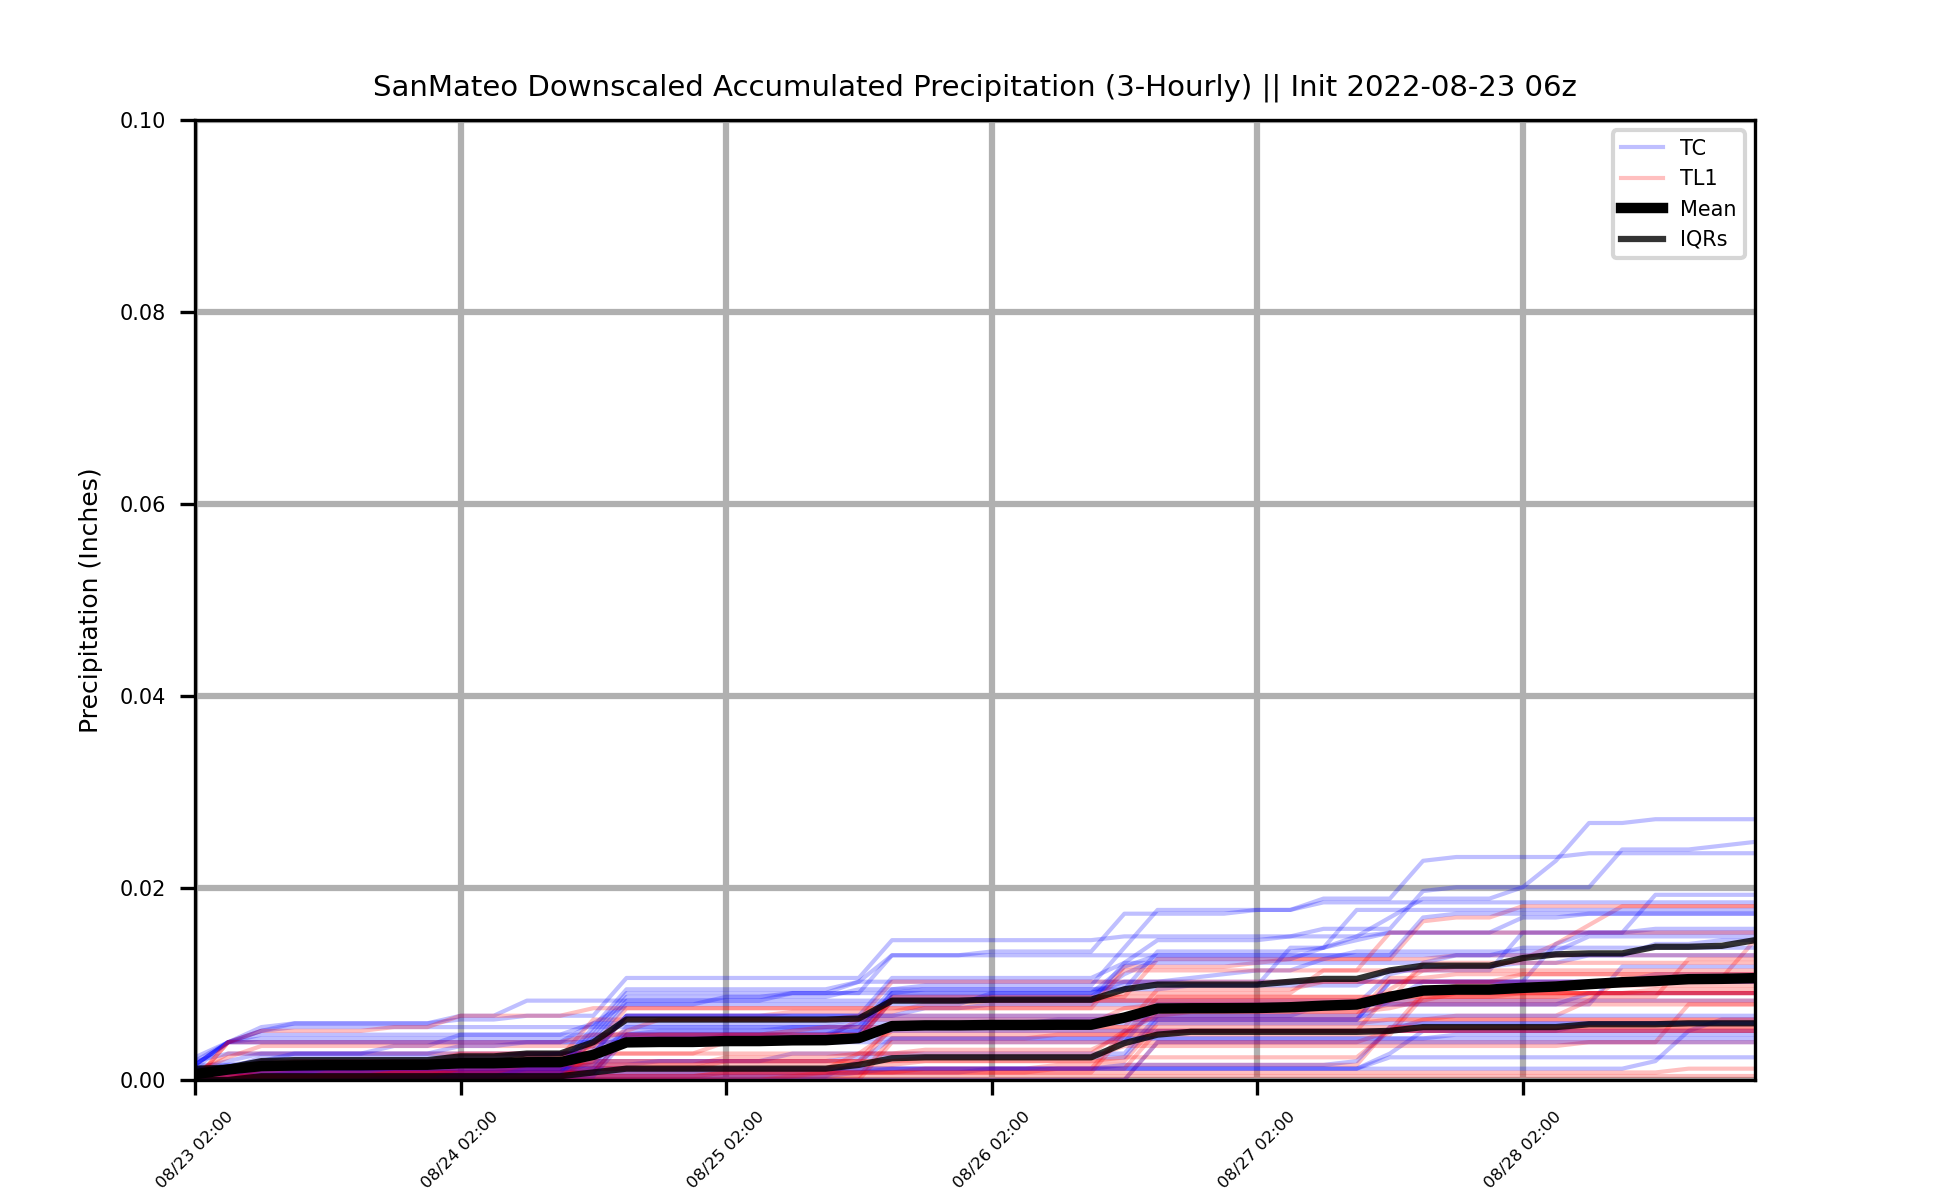 SanMateo Downscaled Accumulated Precipitation (3-Hourly) || Init 2022-08-23 06z
0.10
0.08
0.06
0.04
0.02
0.00
Precipitation (Inches)
TC
TL1
Mean
IQRs
08/23 02:00
08/24 02:00
08/25 02:00
08/26 02:00
08/27 02:00
08/28 02:00